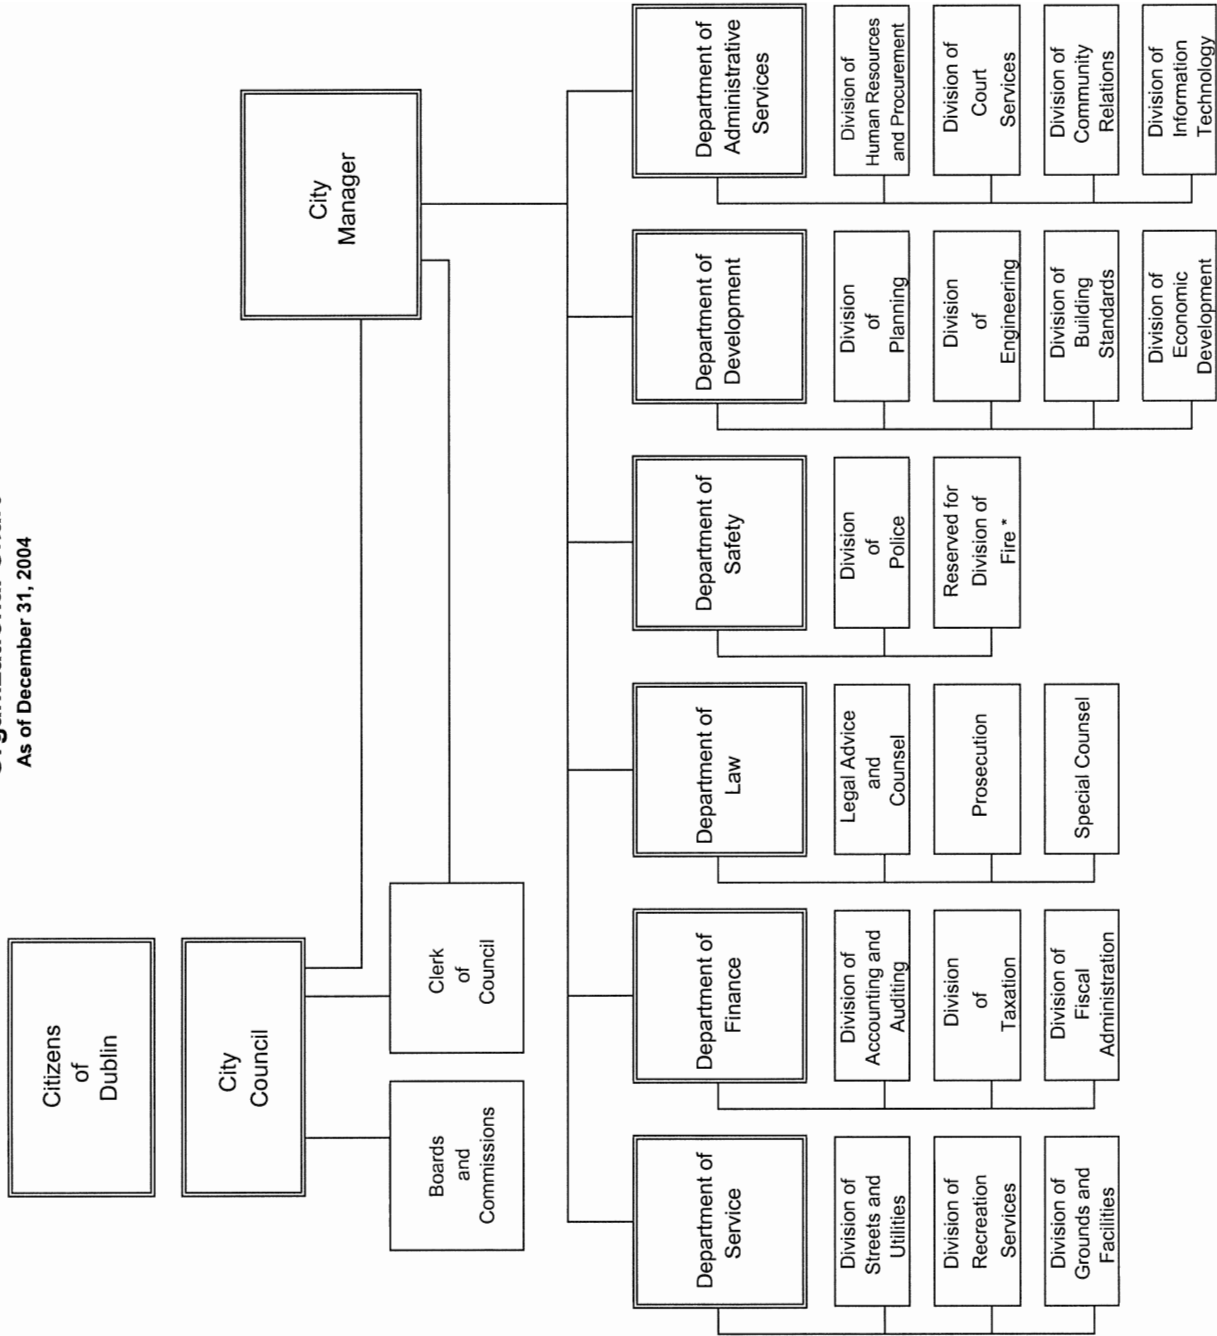 Organizational Chart
As of December 31, 2004
Citizens
of
Dublin
City
Council
City
Manager
Boards
and
Commissions
Clerk
of
Council
Department of
Service
Division of
Streets and
Utilities
Division of
Recreation
Services
Division of
Grounds and
Facilities
Department of
Finance
Division of
Accounting and
Auditing
Division
of
Taxation
Division of
Fiscal
Administration
Department of
Law
Legal Advice
and
Counsel
Prosecution
Special Counsel
Department of
Safety
Division
of
Police
Reserved for
Division of
Fire *
Department of
Development
Division
of
Planning
Division
of
Engineering
Division of
Building
Standards
Division of
Economic
Development
Department of
Administrative
Services
Division of
Human Resources
and Procurement
Division of
Court
Services
Division of
Community
Relations
Division of
Information
Technology